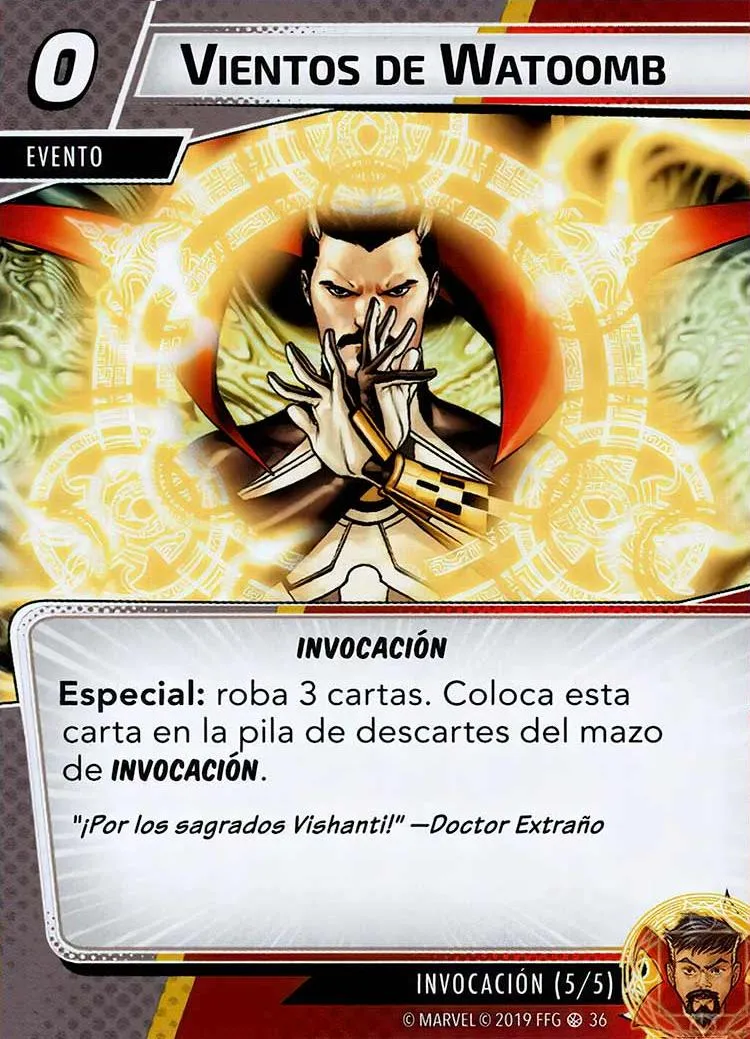 0
VIENTOS DE WATOOMB
EVENTO
INVOCACIÓN
Especial: roba 3 cartas. Coloca esta
carta en la pila de descartes del mazo
de INVOCACIÓN.
"¡Por los sagrados Vishanti!" —Doctor Extraño
INVOCACIÓN (5/5)
© MARVEL © 2019 FFG 36